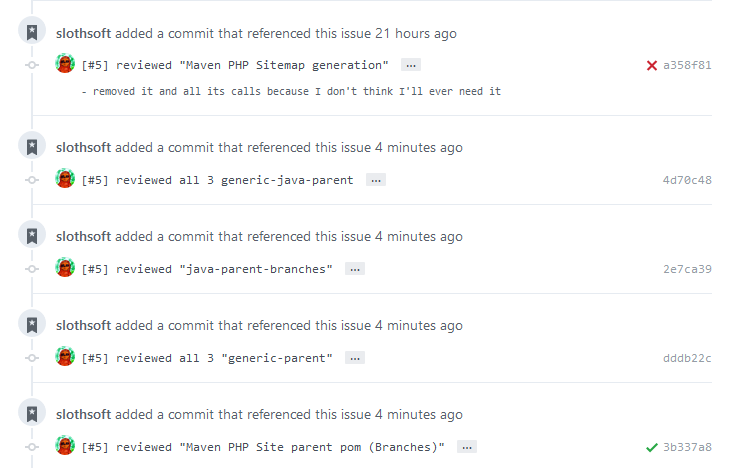 slothsoft added a commit that referenced this issue 21 hours ago
[#5] reviewed "Maven PHP Sitemap generation" ... a358f81
- removed it and all its calls because I don't think I'll ever need it
slothsoft added a commit that referenced this issue 4 minutes ago
[#5] reviewed all 3 generic-java-parent ... 4d70c48
slothsoft added a commit that referenced this issue 4 minutes ago
[#5] reviewed "java-parent-branches" ... 2e7ca39
slothsoft added a commit that referenced this issue 4 minutes ago
[#5] reviewed all 3 "generic-parent" ... dddb22c
slothsoft added a commit that referenced this issue 4 minutes ago
[#5] reviewed "Maven PHP Site parent pom (Branches)" ... 3b337a8